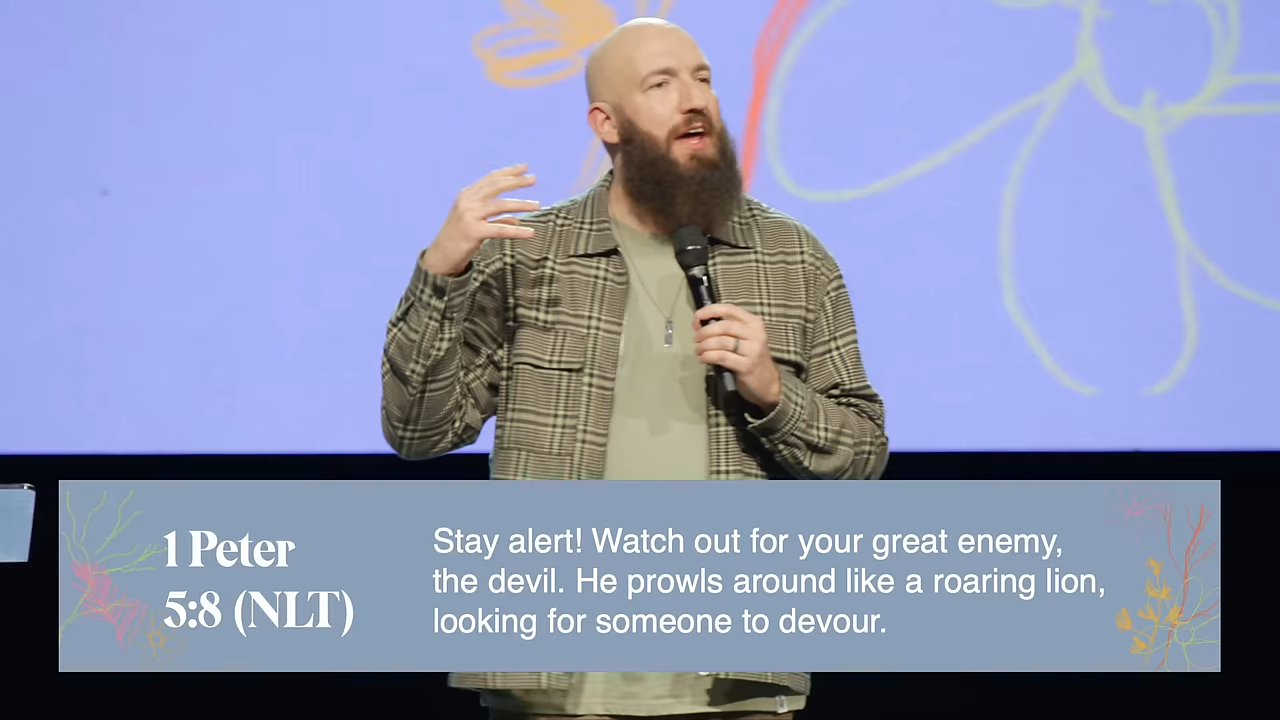 1 Peter
5:8 (NLT)
Stay alert! Watch out for your great enemy,
the devil. He prowls around like a roaring lion,
looking for someone to devour.